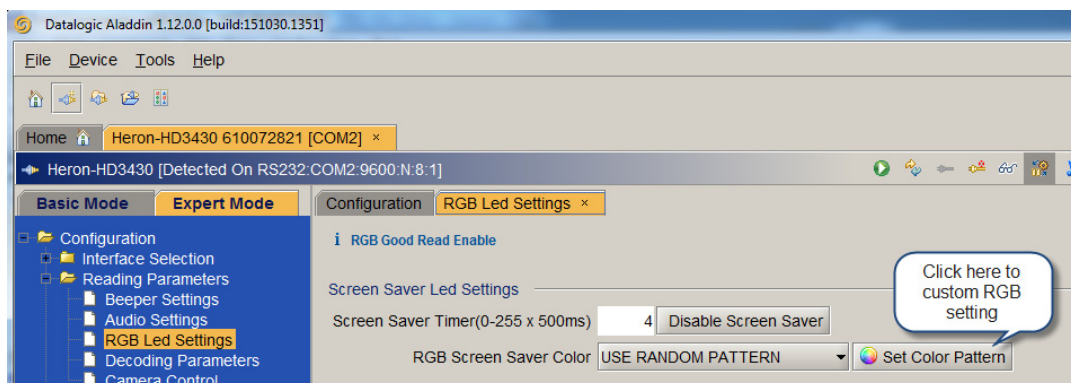 Datalogic Aladdin 1.12.0.0 [build:151030.1351]
File Device Tools Help
Home Heron-HD3430 610072821 [COM2] ×
Heron-HD3430 [Detected On RS232:COM2:9600:N:8:1]
Basic Mode Expert Mode
Configuration
Interface Selection
Reading Parameters
Beeper Settings
Audio Settings
RGB Led Settings
Decoding Parameters
Camera Control
Configuration RGB Led Settings ×
i RGB Good Read Enable
Screen Saver Led Settings
Screen Saver Timer(0-255 x 500ms) 4 Disable Screen Saver
RGB Screen Saver Color USE RANDOM PATTERN Set Color Pattern
Click here to
custom RGB
setting